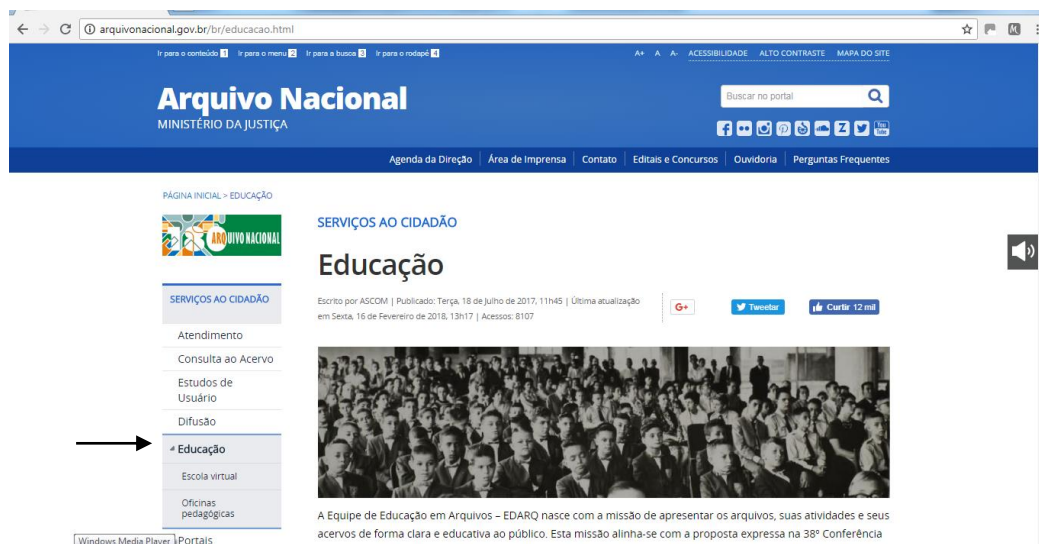 arquivonacional.gov.br/br/educacao.html
Ir para o conteúdo 1 Ir para o menu 2 Ir para a busca 3 Ir para o rodapé 4
A+ A A- ACESSIBILIDADE ALTO CONTRASTE MAPA DO SITE
Arquivo Nacional
MINISTÉRIO DA JUSTIÇA
Buscar no portal
Agenda da Direção Área de Imprensa Contato Editais e Concursos Ouvidoria Perguntas Frequentes
PÁGINA INICIAL > EDUCAÇÃO
ARQUIVO NACIONAL
SERVIÇOS AO CIDADÃO
Atendimento
Consulta ao Acervo
Estudos de
Usuário
Difusão
Educação
Escola virtual
Oficinas
pedagógicas
Portais
Windows Media Player
SERVIÇOS AO CIDADÃO
Educação
Escrito por ASCOM | Publicado: Terça, 18 de Julho de 2017, 11h45 | Última atualização
em Sexta, 16 de Fevereiro de 2018, 13h17 | Acessos: 8107
G+ Tweetar Curtir 12 mil
A Equipe de Educação em Arquivos – EDARQ nasce com a missão de apresentar os arquivos, suas atividades e seus
acervos de forma clara e educativa ao público. Esta missão alinha-se com a proposta expressa na 38º Conferência